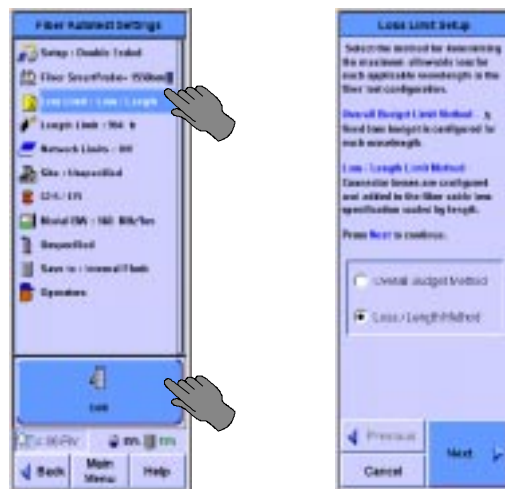 Fiber Autotest Settings
Setup : Double Ended
Fiber SmartProbe+ 1550nm
Loss Limit : Loss / Length
Length Limit : 984 ft
Network Limits : Off
Site : Unspecified
Modal BW : 160 MHz*km
Unspecified
Save to : Internal Flash
Operators
Edit
Back
Main Menu
Help
Loss Limit Setup
Select the method for determining
the maximum allowable loss for
each applicable wavelength in the
fiber test configuration.
Overall Budget Limit Method - A
fixed loss budget is configured for
each wavelength.
Loss / Length Limit Method -
Connector losses are configured
and added to the fiber cable loss
specification scaled by length.
Press Next to continue.
Overall Budget Method
Loss / Length Method
Previous
Next
Cancel